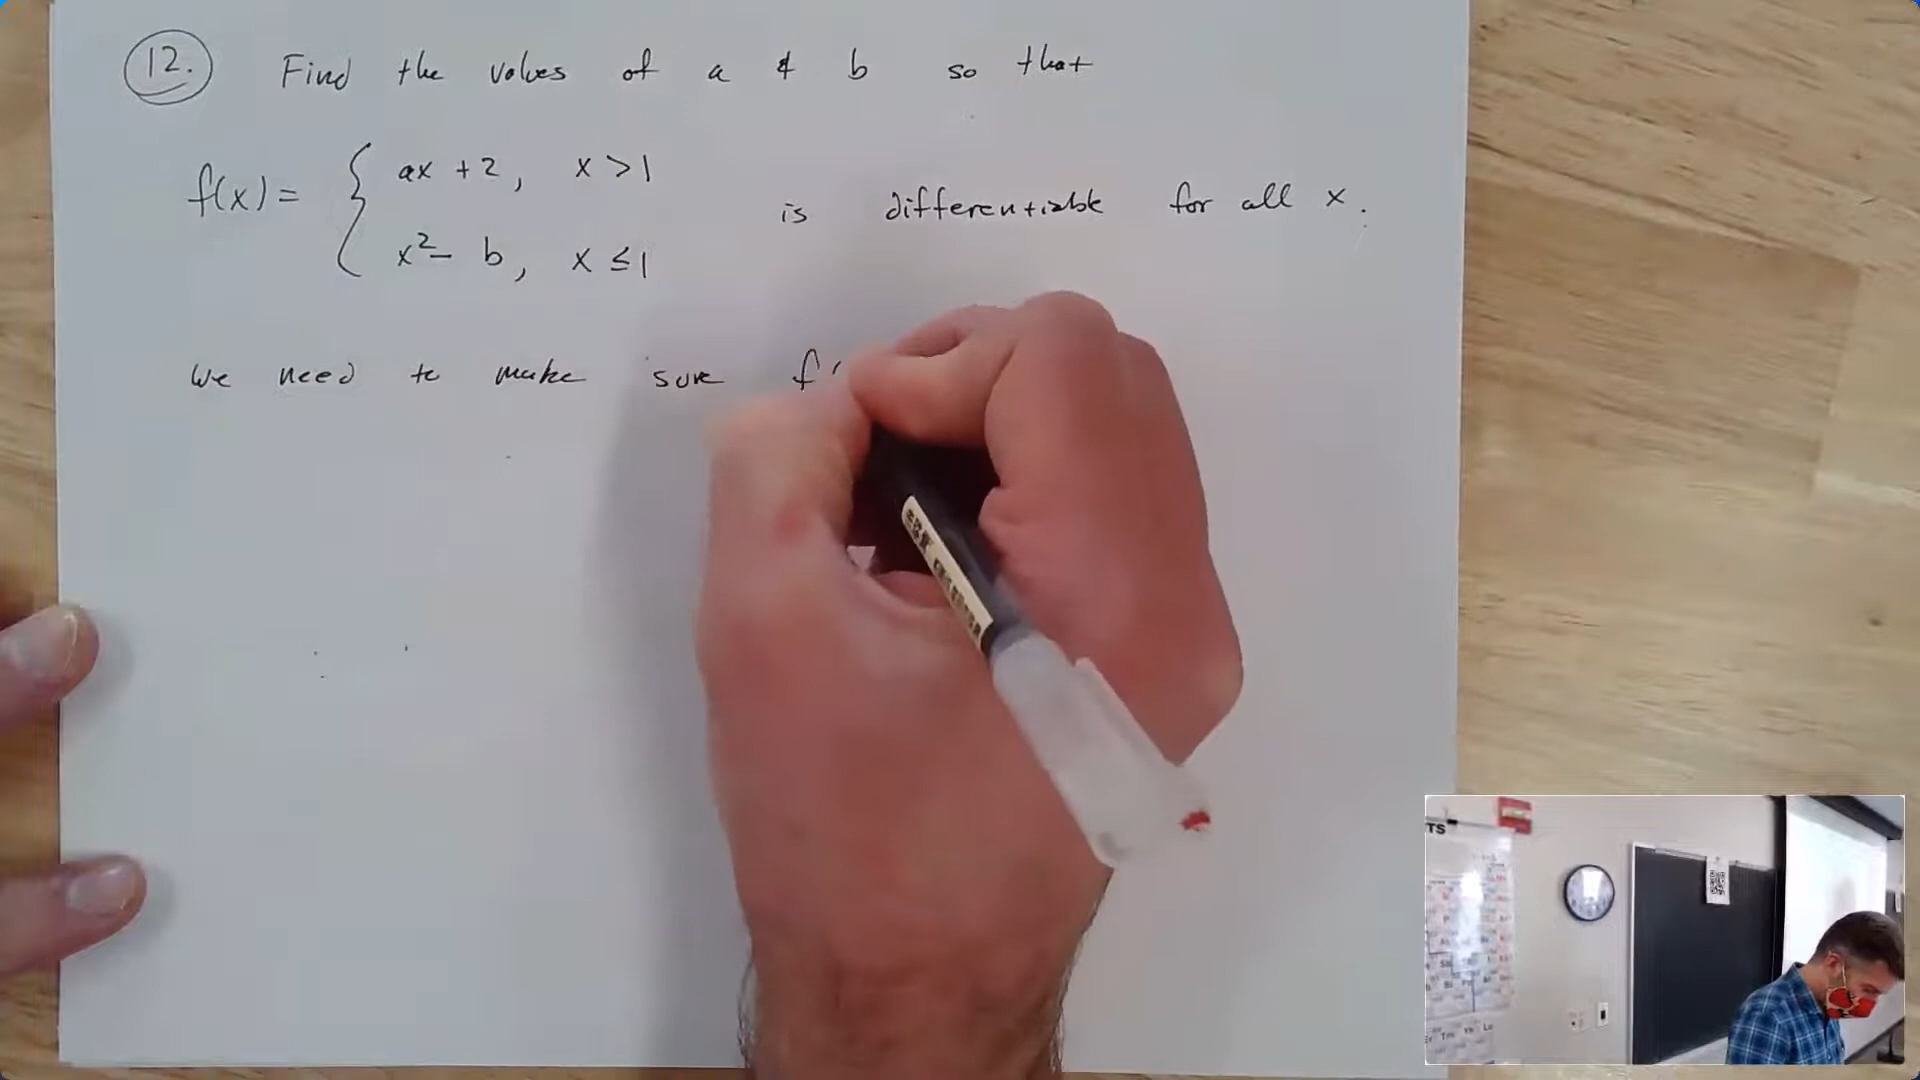 12. Find the values of a & b so that
f(x) = { ax + 2, x > 1
x² - b, x ≤ 1
is differentiable for all x.
We need to make sure f(
TS